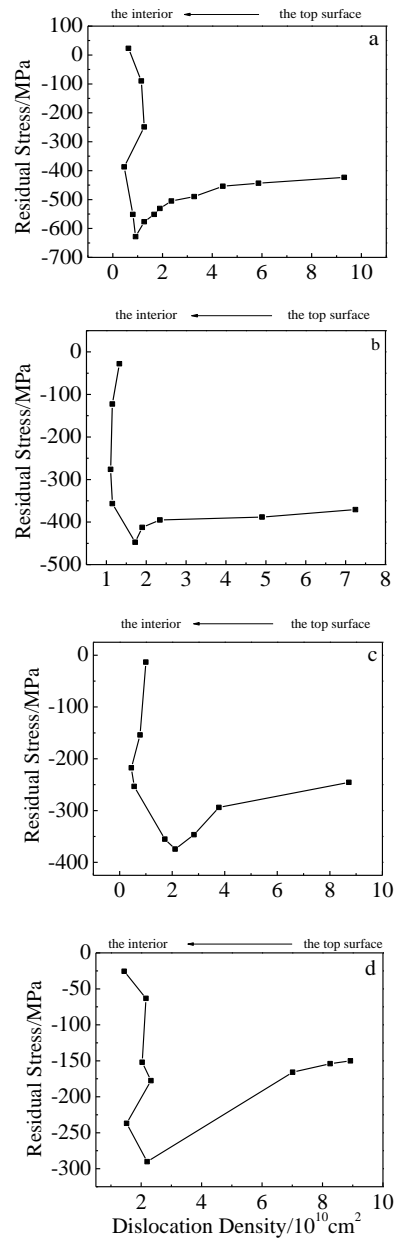 the interior the top surface
a
100
0
-100
-200
-300
-400
-500
-600
-700
Residual Stress/MPa
0 2 4 6 8 10
the interior the top surface
b
0
-100
-200
-300
-400
-500
Residual Stress/MPa
1 2 3 4 5 6 7 8
the interior the top surface
c
0
-100
-200
-300
-400
Residual Stress/MPa
0 2 4 6 8 10
the interior the top surface
d
0
-50
-100
-150
-200
-250
-300
Residual Stress/MPa
2 4 6 8 10
Dislocation Density/10¹⁰cm²